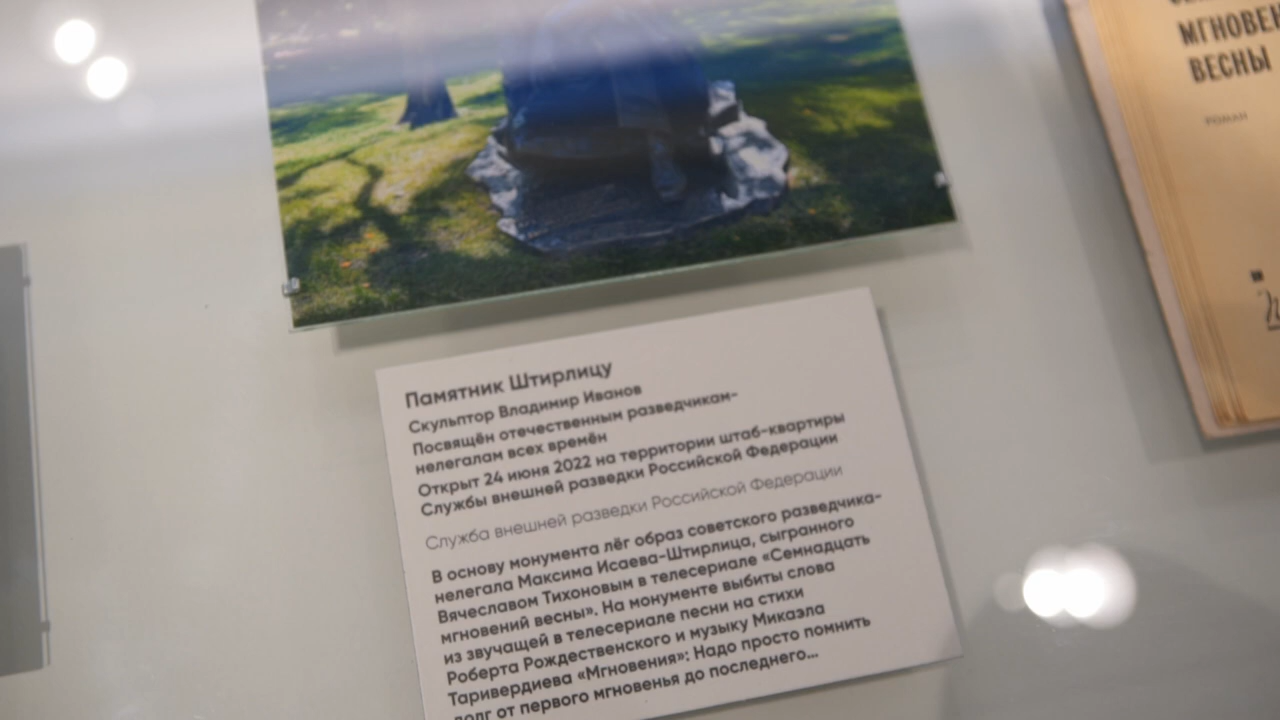 Памятник Штирлицу
Скульптор Владимир Иванов
Посвящён отечественным разведчикам-
нелегалам всех времён
Открыт 24 июня 2022 на территории штаб-квартиры
Службы внешней разведки Российской Федерации
Служба внешней разведки Российской Федерации
В основу монумента лёг образ советского разведчика-
нелегала Максима Исаева-Штирлица, сыгранного
Вячеславом Тихоновым в телесериале «Семнадцать
мгновений весны». На монументе выбиты слова
из звучащей в телесериале песни на стихи
Роберта Рождественского и музыку Микаэла
Таривердиева «Мгновения»: Надо просто помнить
долг от первого мгновенья до последнего...
МГНОВЕН
ВЕСНЫ
РОМАН